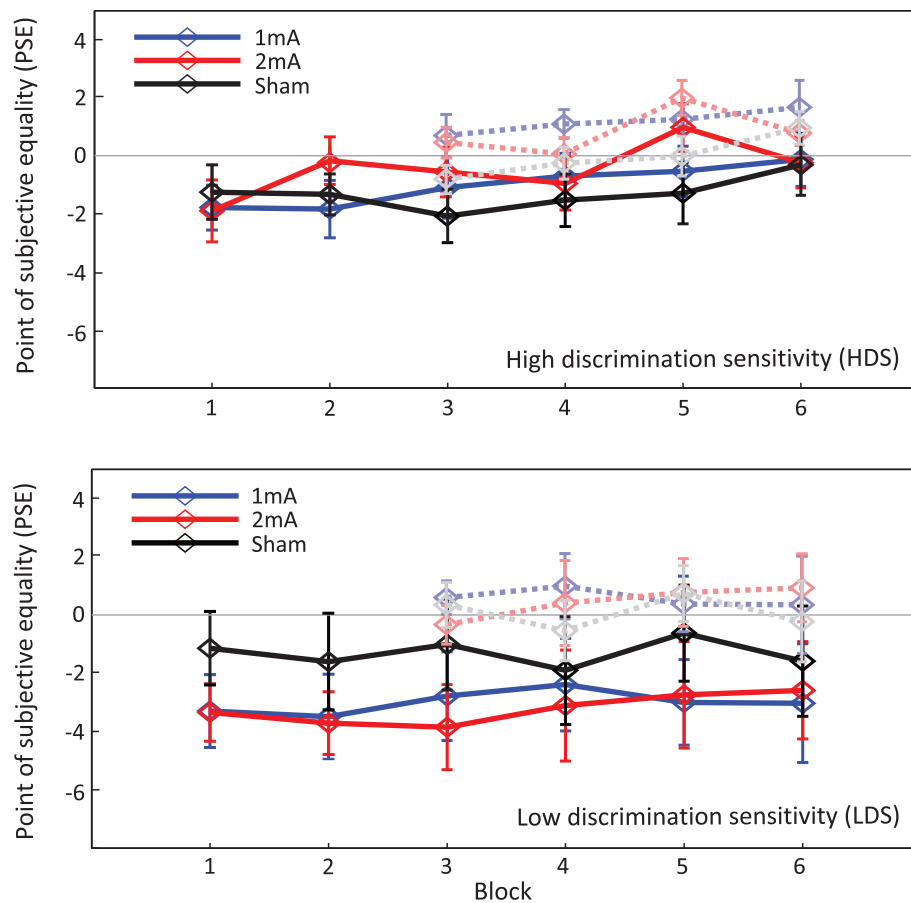 Point of subjective equality (PSE)
4
2
0
-2
-4
-6
1mA
2mA
Sham
High discrimination sensitivity (HDS)
1 2 3 4 5 6
Point of subjective equality (PSE)
4
2
0
-2
-4
-6
1mA
2mA
Sham
Low discrimination sensitivity (LDS)
1 2 3 4 5 6
Block